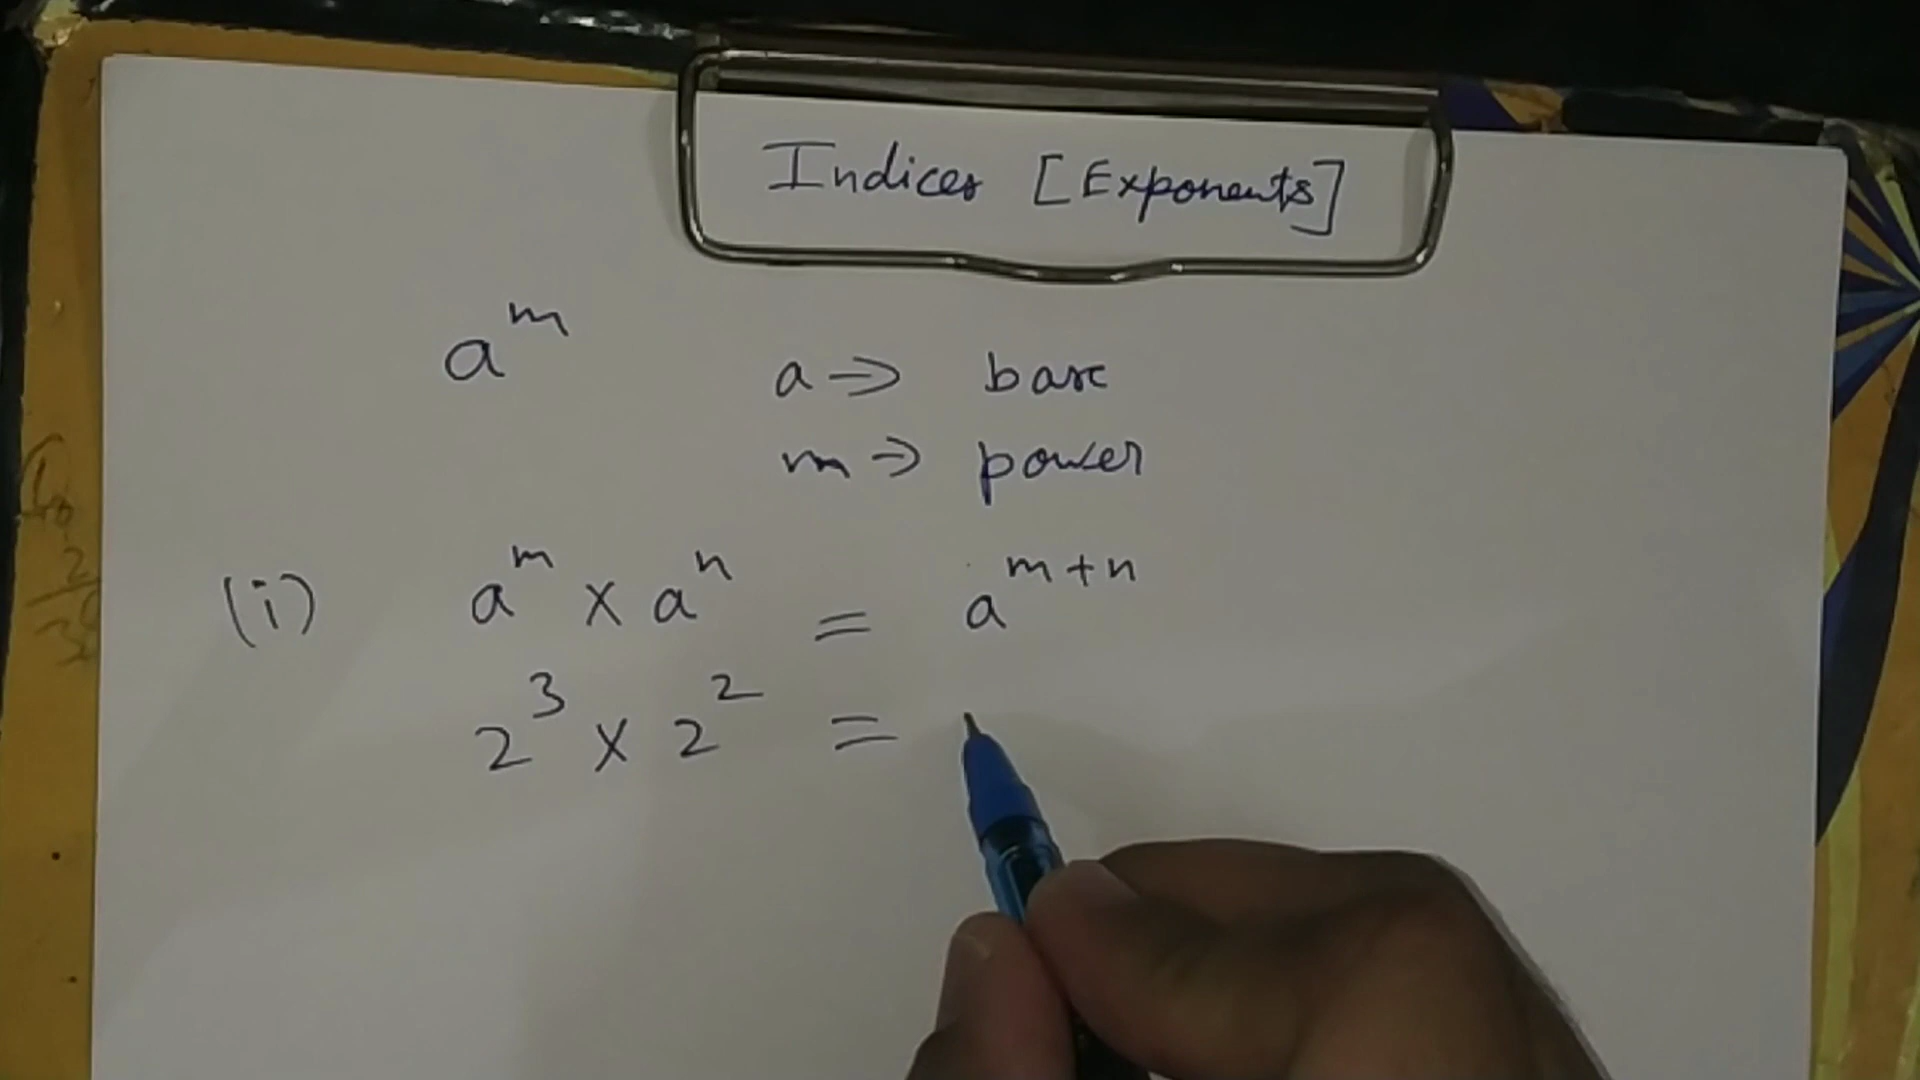 Indices [Exponents]
a^m
a → base
m → power
(i) a^m × a^n = a^(m+n)
2^3 × 2^2 =